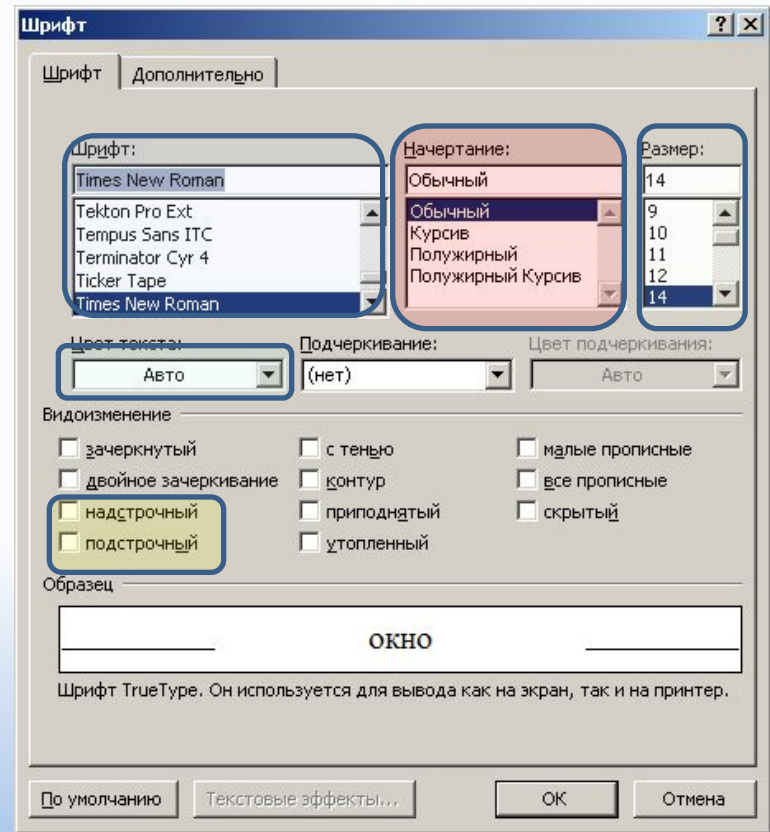 Шрифт
Шрифт Дополнительно
Шрифт: Начертание: Размер:
Times New Roman Обычный 14
Tekton Pro Ext Обычный 9
Tempus Sans ITC Курсив 10
Terminator Cyr 4 Полужирный 11
Ticker Tape Полужирный Курсив 12
Times New Roman 14
Цвет текста: Подчеркивание: Цвет подчеркивания:
Авто (нет) Авто
Видоизменение
зачеркнутый с тенью малые прописные
двойное зачеркивание контур все прописные
надстрочный приподнятый скрытый
подстрочный утопленный
Образец
окно
Шрифт TrueType. Он используется для вывода как на экран, так и на принтер.
По умолчанию Текстовые эффекты... ОК Отмена